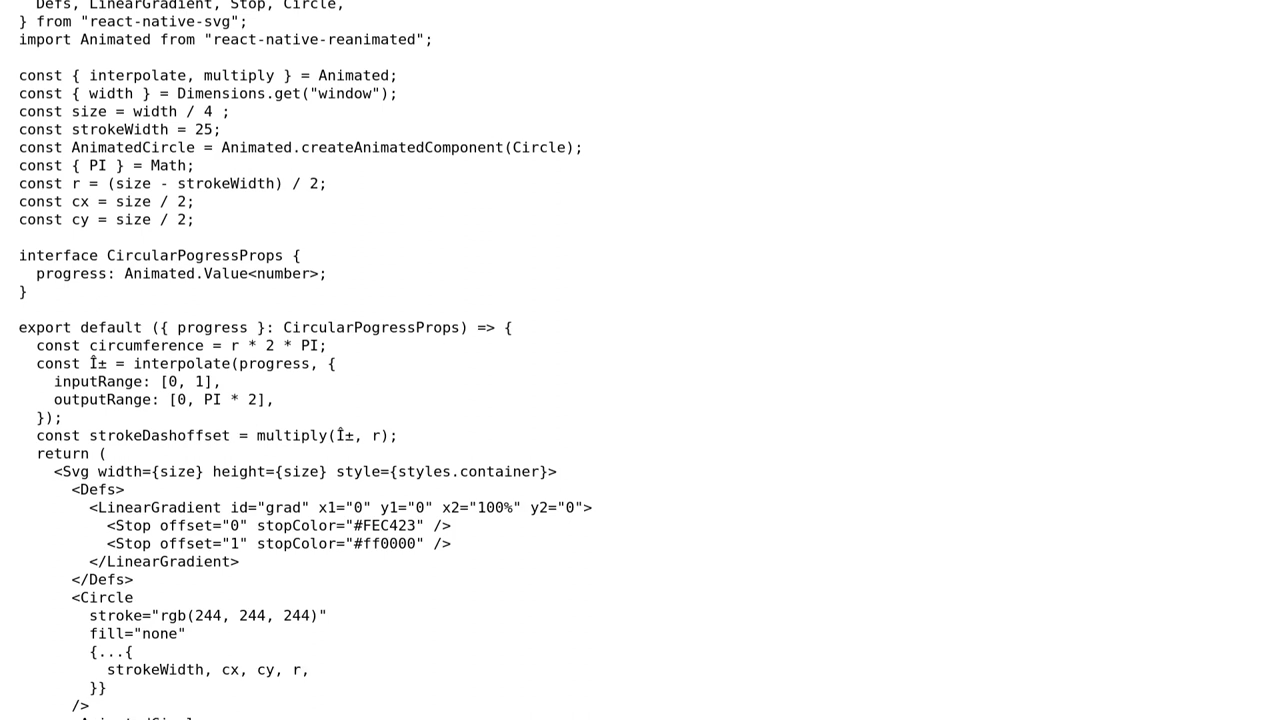 Defs, LinearGradient, Stop, Circle,
} from "react-native-svg";
import Animated from "react-native-reanimated";

const { interpolate, multiply } = Animated;
const { width } = Dimensions.get("window");
const size = width / 4 ;
const strokeWidth = 25;
const AnimatedCircle = Animated.createAnimatedComponent(Circle);
const { PI } = Math;
const r = (size - strokeWidth) / 2;
const cx = size / 2;
const cy = size / 2;

interface CircularPogressProps {
  progress: Animated.Value<number>;
}

export default ({ progress }: CircularPogressProps) => {
  const circumference = r * 2 * PI;
  const Î± = interpolate(progress, {
    inputRange: [0, 1],
    outputRange: [0, PI * 2],
  });
  const strokeDashoffset = multiply(Î±, r);
  return (
    <Svg width={size} height={size} style={styles.container}>
      <Defs>
        <LinearGradient id="grad" x1="0" y1="0" x2="100%" y2="0">
          <Stop offset="0" stopColor="#FEC423" />
          <Stop offset="1" stopColor="#ff0000" />
        </LinearGradient>
      </Defs>
      <Circle
        stroke="rgb(244, 244, 244)"
        fill="none"
        {...{
          strokeWidth, cx, cy, r,
        }}
      />